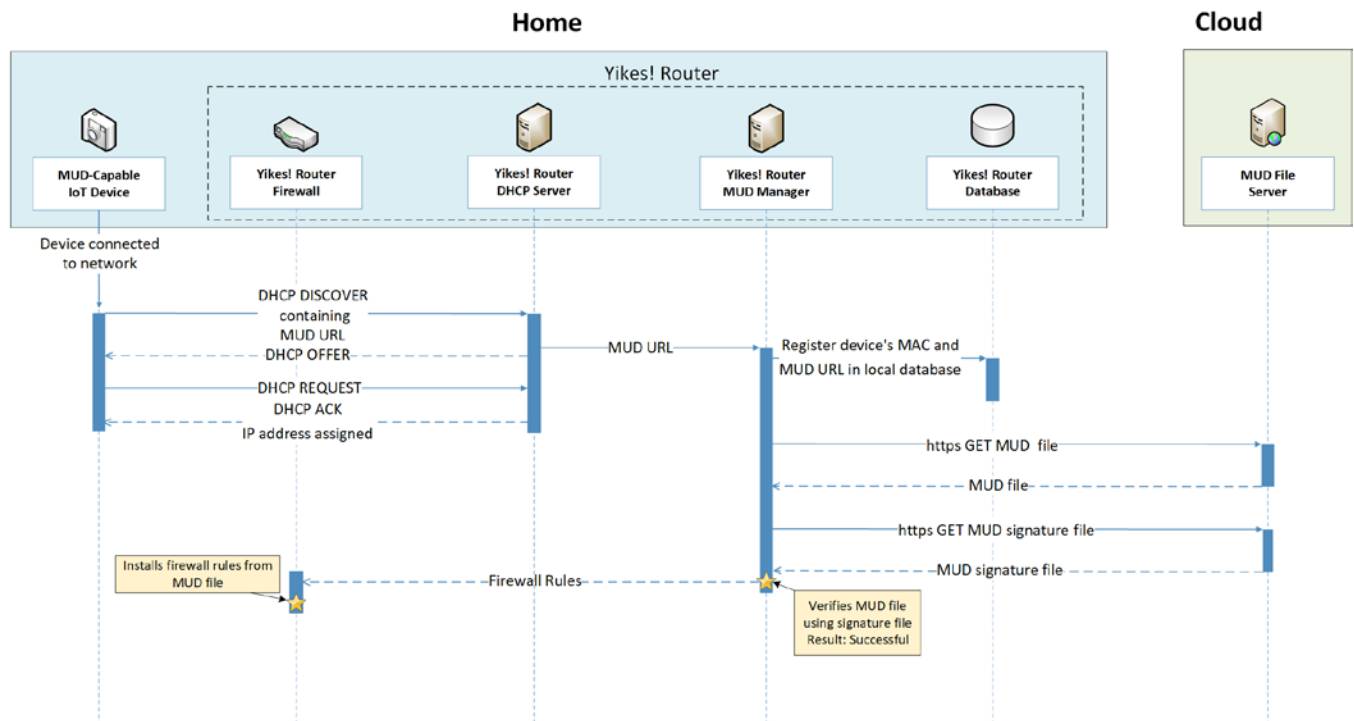 Home
Cloud
Yikes! Router
MUD-Capable
IoT Device
Yikes! Router
Firewall
Yikes! Router
DHCP Server
Yikes! Router
MUD Manager
Yikes! Router
Database
MUD File
Server
Device connected
to network
DHCP DISCOVER
containing
MUD URL
DHCP OFFER
MUD URL
Register device's MAC and
MUD URL in local database
DHCP REQUEST
DHCP ACK
IP address assigned
https GET MUD file
MUD file
https GET MUD signature file
MUD signature file
Firewall Rules
Installs firewall rules from
MUD file
Verifies MUD file
using signature file
Result: Successful